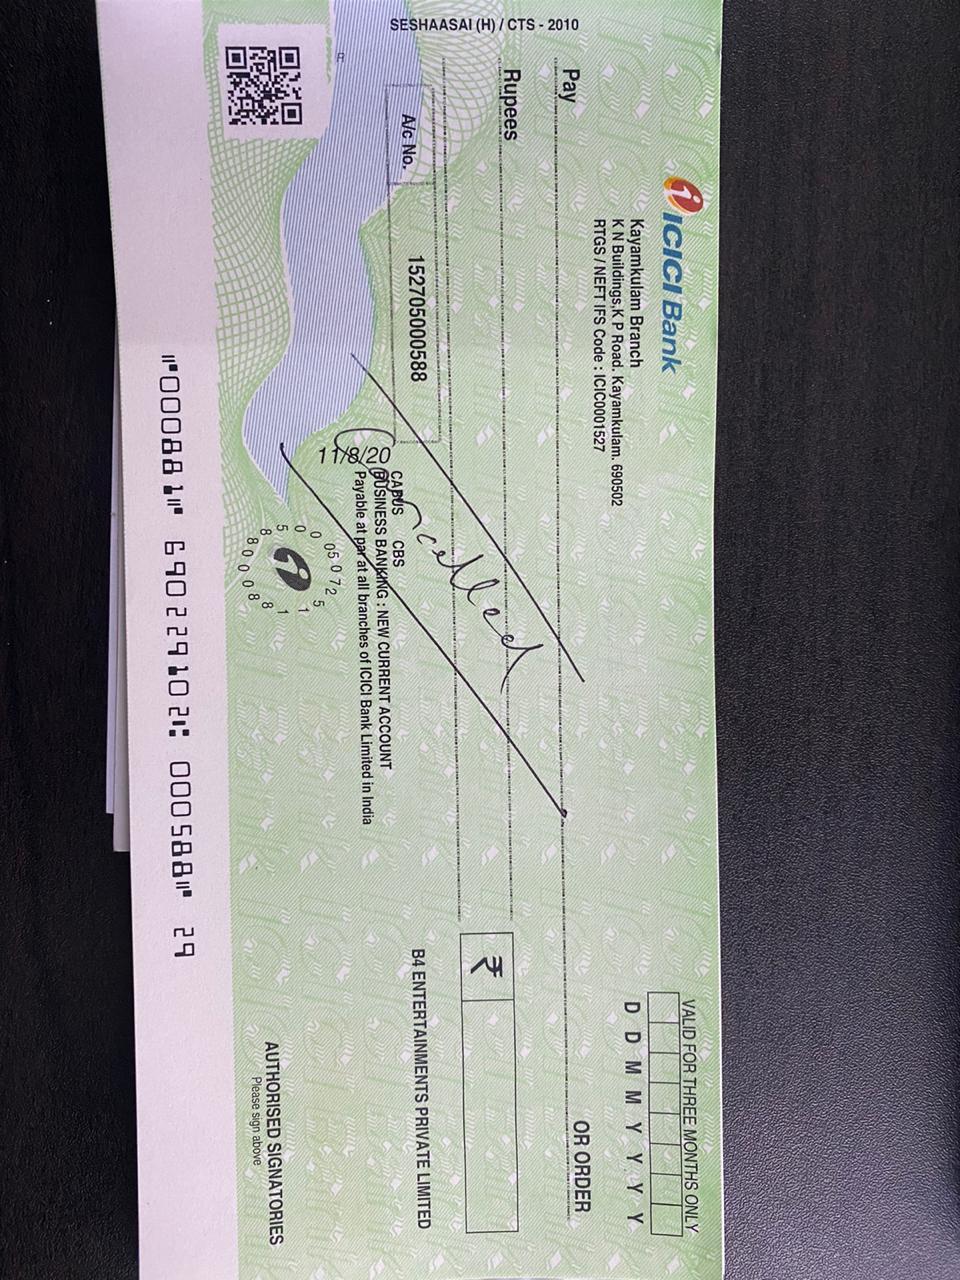 ICICI Bank
Kayamkulam Branch
K N Buildings,K P Road. Kayamkulam. 690502
RTGS / NEFT IFS Code : ICIC0001527
VALID FOR THREE MONTHS ONLY
D D M M Y Y Y Y
Pay
OR ORDER
Rupees
₹
A/c No.
152705000588
Cancelled
B4 ENTERTAINMENTS PRIVATE LIMITED
11/8/20
CABUS CBS
BUSINESS BANKING : NEW CURRENT ACCOUNT
Payable at par at all branches of ICICI Bank Limited in India
AUTHORISED SIGNATORIES
Please sign above
SESHAASAI (H) / CTS - 2010
⑈000881⑈ 690229102⑆ 000588⑈ 29